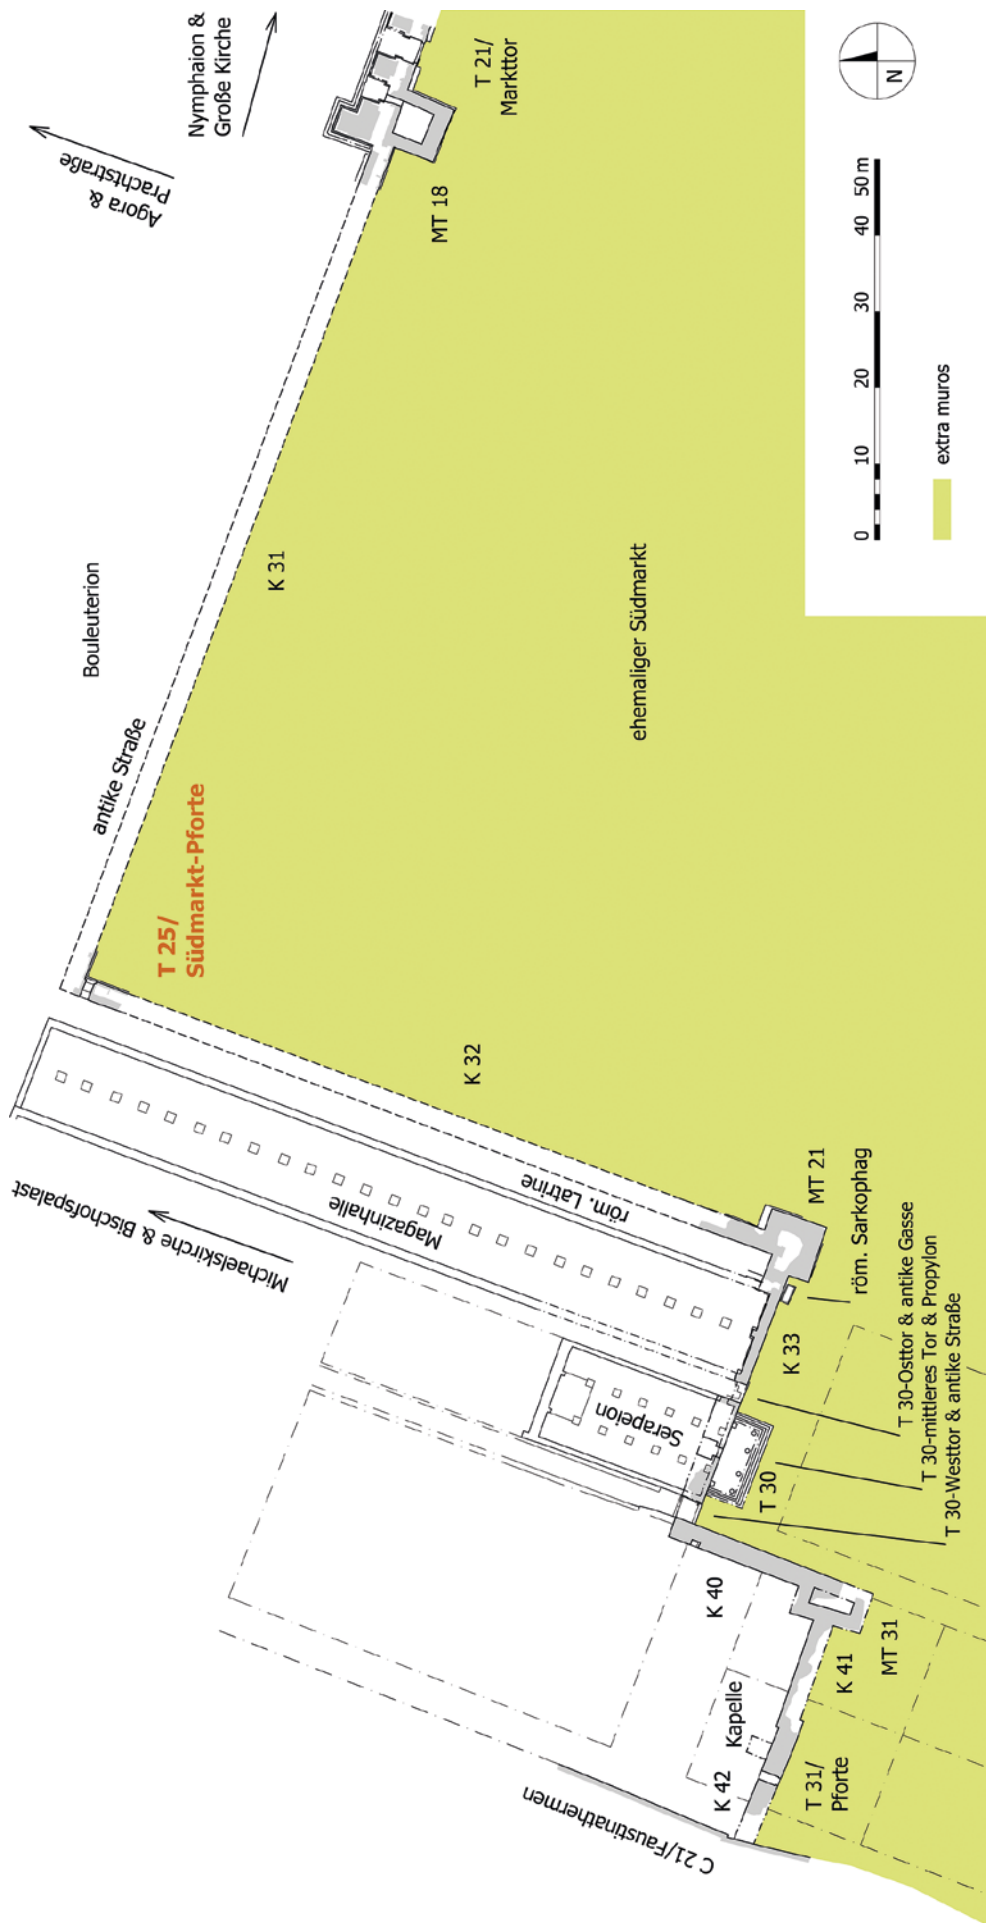 Agora &
Prachtstraße
Nymphaion &
Große Kirche
T 21/
Markttor
MT 18
N
Bouleuterion
antike Straße
K 31
T 25/
Südmarkt-Pforte
ehemaliger Südmarkt
0
10
20
30
40
50 m
extra muros
Michaelskirche & Bischofspalast
Magazinhalle
röm. Latrine
K 32
MT 21
röm. Sarkophag
K 33
Serapeion
T 30
T 30-Osttor & antike Gasse
T 30-mittleres Tor & Propylon
T 30-Westtor & antike Straße
K 40
MT 31
K 41
Kapelle
K 42
T 31/
Pforte
C 21/Faustinathermen